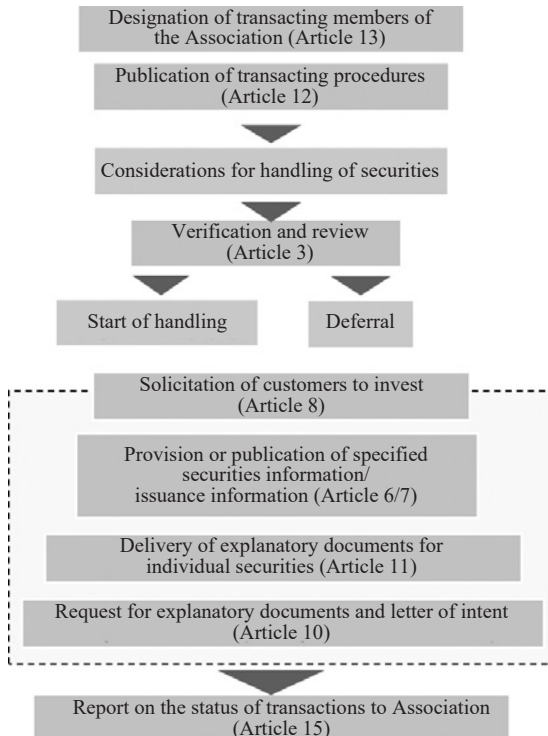 Designation of transacting members of
the Association (Article 13)
Publication of transacting procedures
(Article 12)
Considerations for handling of securities
Verification and review
(Article 3)
Start of handling
Deferral
Solicitation of customers to invest
(Article 8)
Provision or publication of specified
securities information/
issuance information (Article 6/7)
Delivery of explanatory documents for
individual securities (Article 11)
Request for explanatory documents and letter of intent
(Article 10)
Report on the status of transactions to Association
(Article 15)